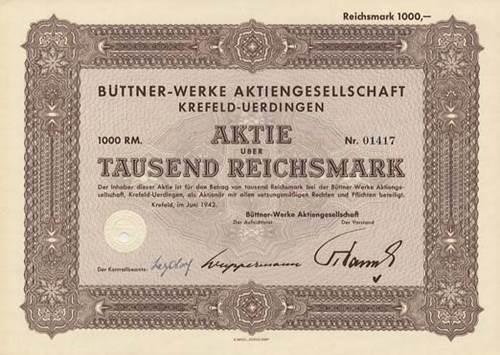 Reichsmark 1000,—
BÜTTNER-WERKE AKTIENGESELLSCHAFT
KREFELD-UERDINGEN
1000 RM. AKTIE Nr. 01417
ÜBER
TAUSEND REICHSMARK
Der Inhaber dieser Aktie ist für den Betrag von tausend Reichsmark bei der Büttner-Werke Aktienge-
sellschaft, Krefeld-Uerdingen, als Aktionär mit allen satzungsmäßigen Rechten und Pflichten beteiligt.
Krefeld, im Juni 1942.
Büttner-Werke Aktiengesellschaft
Der Aufsichtsrat Der Vorstand
Der Kontrollbeamte: Wuppermann